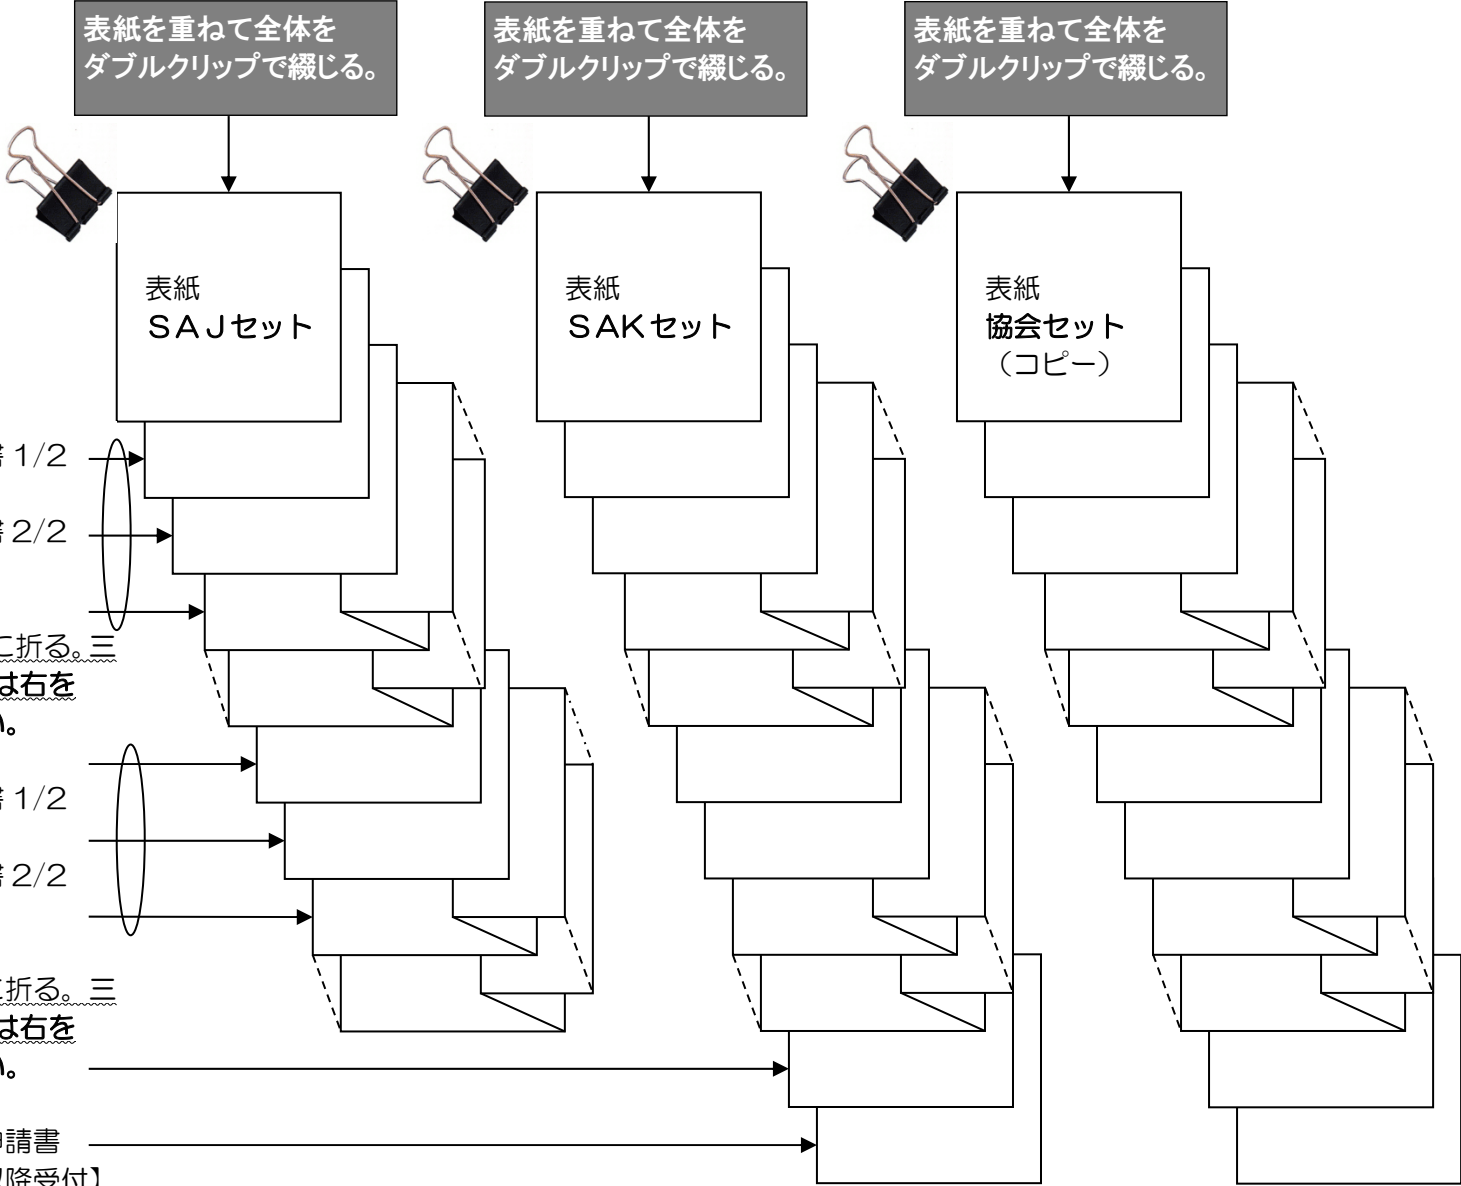 表紙を重ねて全体を
ダブルクリップで綴じる。
表紙を重ねて全体を
ダブルクリップで綴じる。
表紙を重ねて全体を
ダブルクリップで綴じる。
表紙
ＳＡＪセット
表紙
ＳＡＫセット
表紙
協会セット
（コピー）
書 1/2
書 2/2
に折る。三
は右を
い。
書 1/2
書 2/2
に折る。三
は右を
い。
申請書
以降受付】